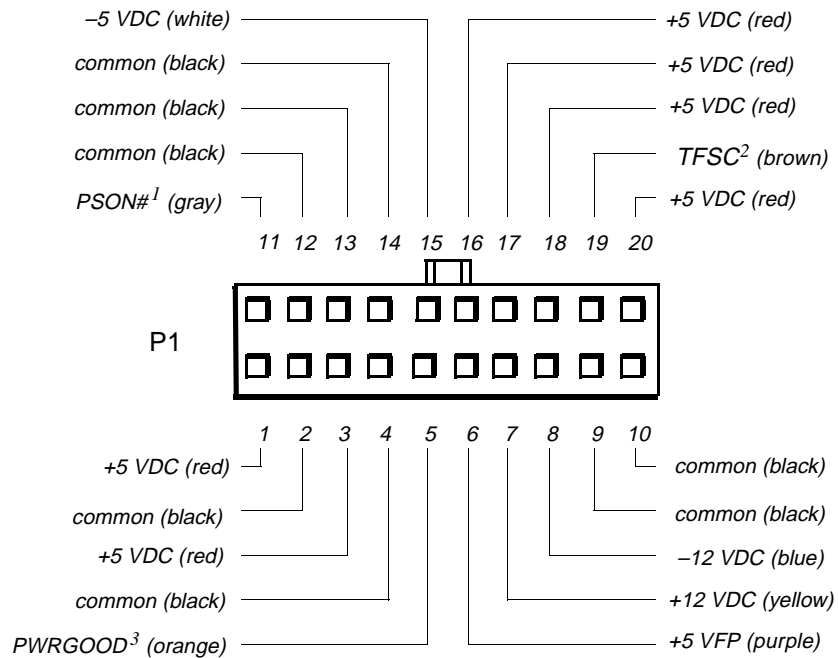 –5 VDC (white)
+5 VDC (red)
common (black)
+5 VDC (red)
common (black)
+5 VDC (red)
common (black)
TFSC2 (brown)
PSON#1 (gray)
+5 VDC (red)
11 12 13 14 15 16 17 18 19 20
P1
1 2 3 4 5 6 7 8 9 10
+5 VDC (red)
common (black)
common (black)
common (black)
+5 VDC (red)
–12 VDC (blue)
common (black)
+12 VDC (yellow)
PWRGOOD3 (orange)
+5 VFP (purple)